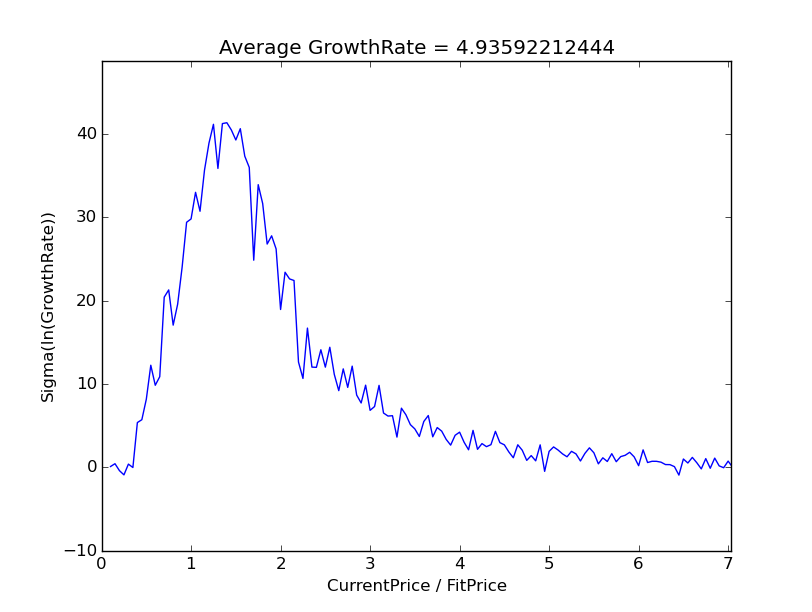 Average GrowthRate = 4.93592212444
Sigma(ln(GrowthRate))
40
30
20
10
0
−10
0 1 2 3 4 5 6 7
CurrentPrice / FitPrice